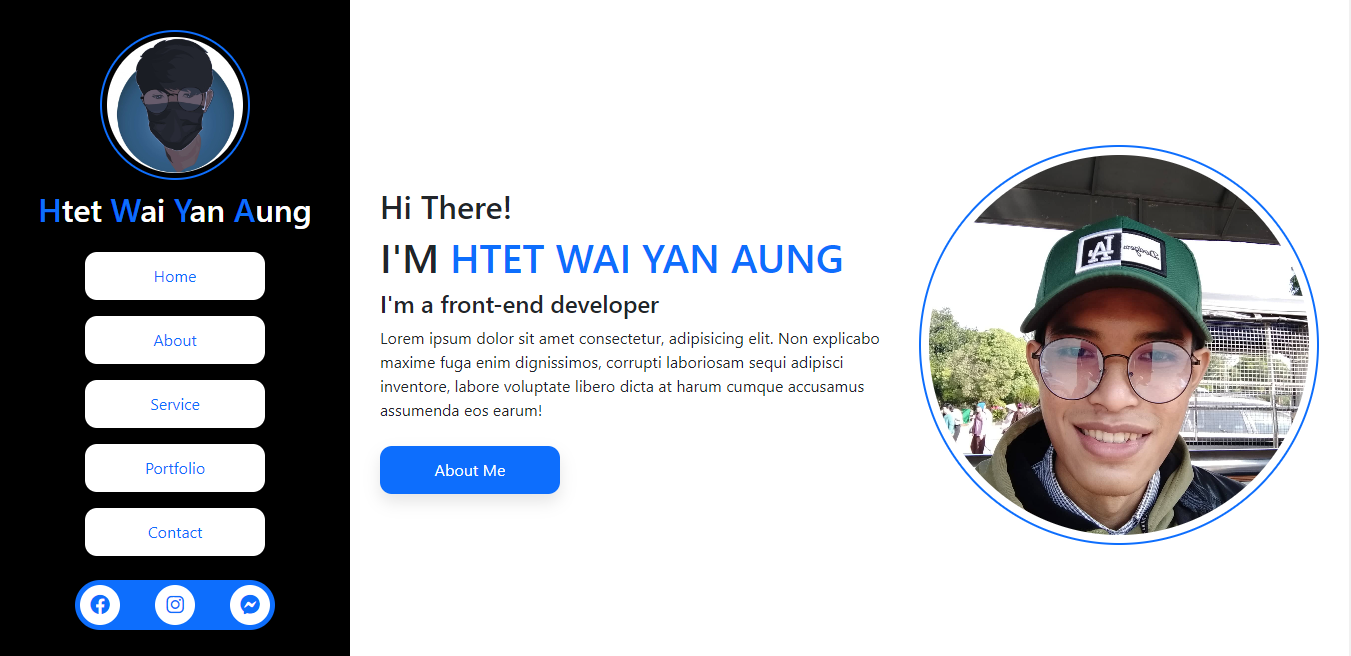 Htet Wai Yan Aung
Home
About
Service
Portfolio
Contact
Hi There!
I'M HTET WAI YAN AUNG
I'm a front-end developer
Lorem ipsum dolor sit amet consectetur, adipisicing elit. Non explicabo
maxime fuga enim dignissimos, corrupti laboriosam sequi adipisci
inventore, labore voluptate libero dicta at harum cumque accusamus
assumenda eos earum!
About Me